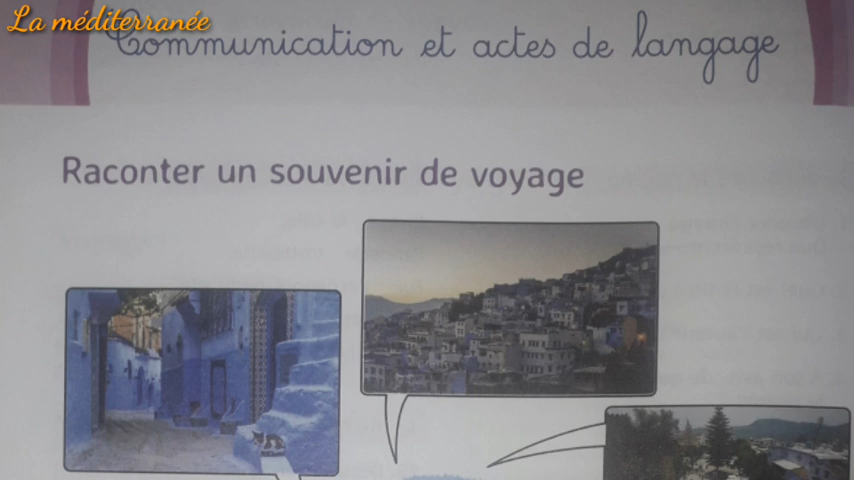 La méditerranée
Communication et actes de langage
Raconter un souvenir de voyage